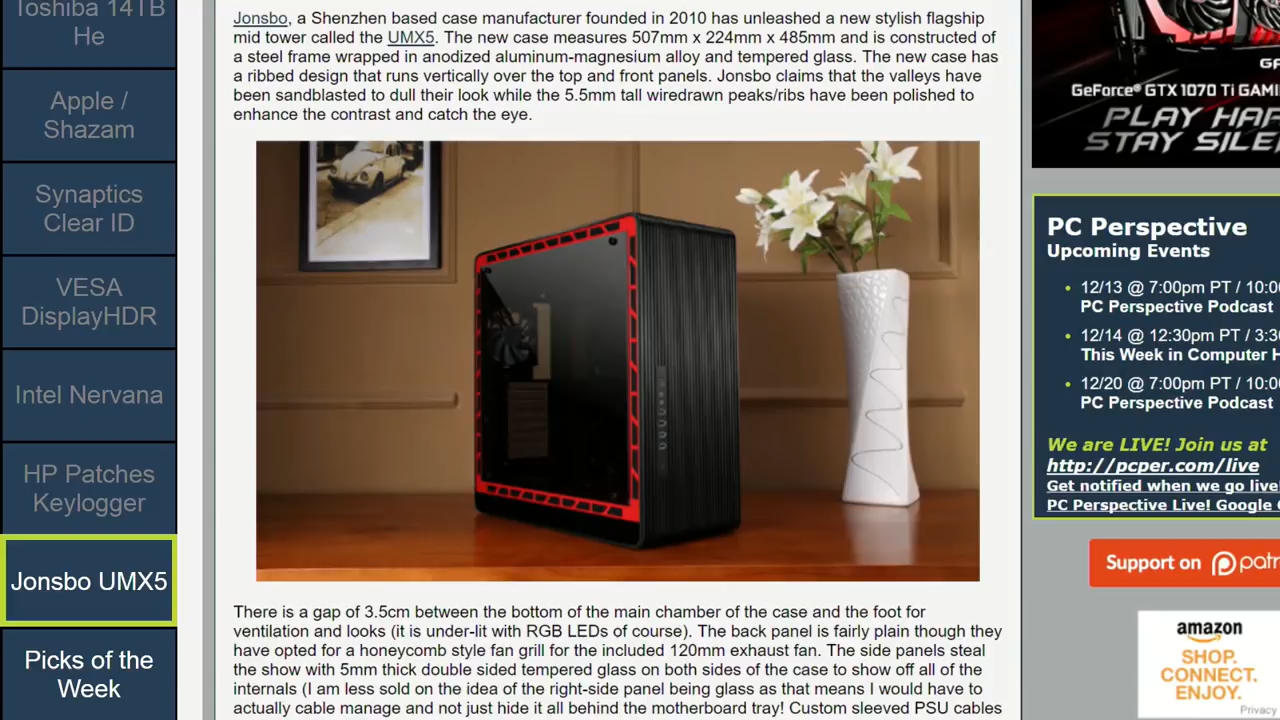 Toshiba 14TB
He
Apple /
Shazam
Synaptics
Clear ID
VESA
DisplayHDR
Intel Nervana
HP Patches
Keylogger
Jonsbo UMX5
Picks of the
Week
Jonsbo, a Shenzhen based case manufacturer founded in 2010 has unleashed a new stylish flagship
mid tower called the UMX5. The new case measures 507mm x 224mm x 485mm and is constructed of
a steel frame wrapped in anodized aluminum-magnesium alloy and tempered glass. The new case has
a ribbed design that runs vertically over the top and front panels. Jonsbo claims that the valleys have
been sandblasted to dull their look while the 5.5mm tall wiredrawn peaks/ribs have been polished to
enhance the contrast and catch the eye.
There is a gap of 3.5cm between the bottom of the main chamber of the case and the foot for
ventilation and looks (it is under-lit with RGB LEDs of course). The back panel is fairly plain though they
have opted for a honeycomb style fan grill for the included 120mm exhaust fan. The side panels steal
the show with 5mm thick double sided tempered glass on both sides of the case to show off all of the
internals (I am less sold on the idea of the right-side panel being glass as that means I would have to
actually cable manage and not just hide it all behind the motherboard tray! Custom sleeved PSU cables
GA
GeForce® GTX 1070 Ti GAMI
PLAY HAR
STAY SILE
PC Perspective
Upcoming Events
• 12/13 @ 7:00pm PT / 10:00
PC Perspective Podcast
• 12/14 @ 12:30pm PT / 3:3
This Week in Computer H
• 12/20 @ 7:00pm PT / 10:0
PC Perspective Podcast
We are LIVE! Join us at
http://pcper.com/live
Get notified when we go live!
PC Perspective Live! Google C
Support on patr
amazon
SHOP.
CONNECT.
ENJOY.
Privacy